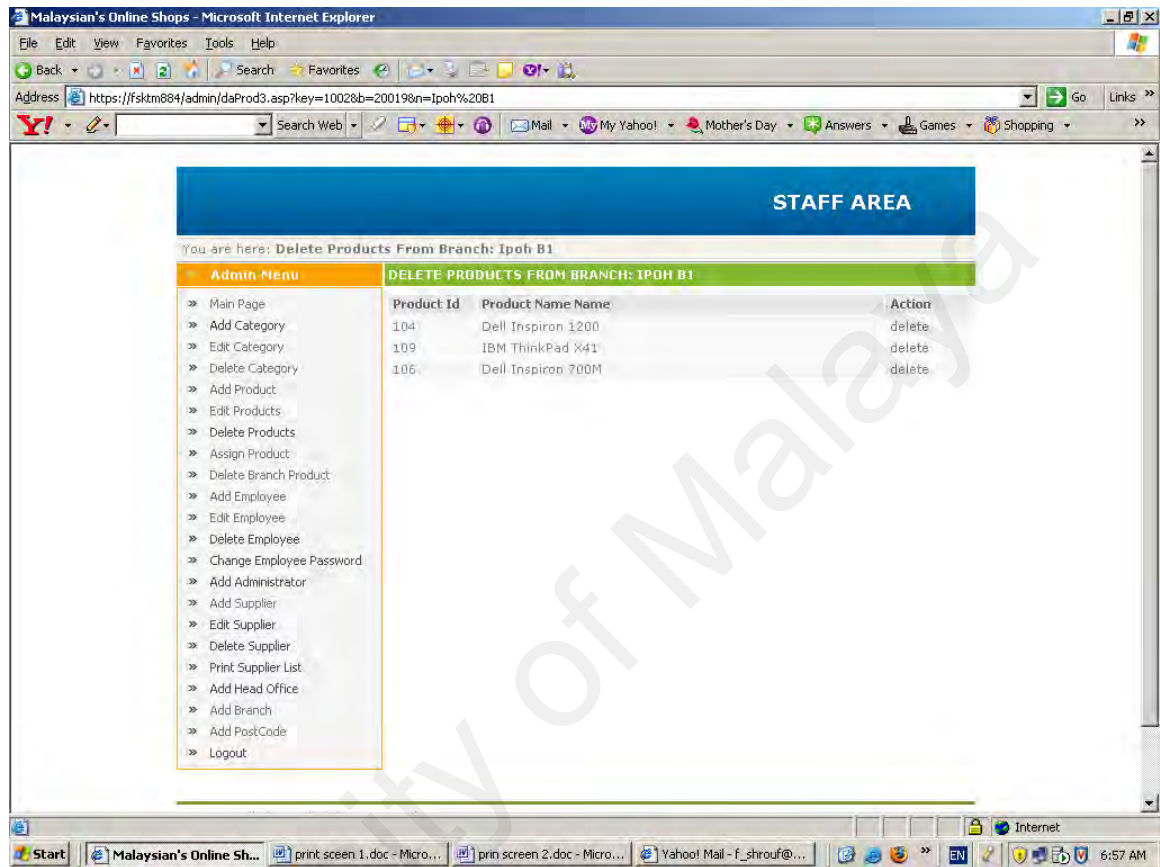 Malaysian's Online Shops - Microsoft Internet Explorer
File Edit View Favorites Tools Help
Back Search Favorites
Address https://fsktm884/admin/daProd3.asp?key=1002&b=20019&n=Ipoh%20B1 Go Links »
Y! Search Web Mail My Yahoo! Mother's Day Answers Games Shopping »
STAFF AREA
You are here: Delete Products From Branch: Ipoh B1
Admin Menu
» Main Page
» Add Category
» Edit Category
» Delete Category
» Add Product
» Edit Products
» Delete Products
» Assign Product
» Delete Branch Product
» Add Employee
» Edit Employee
» Delete Employee
» Change Employee Password
» Add Administrator
» Add Supplier
» Edit Supplier
» Delete Supplier
» Print Supplier List
» Add Head Office
» Add Branch
» Add PostCode
» Logout
DELETE PRODUCTS FROM BRANCH: IPOH B1
Product Id Product Name Name Action
104 Dell Inspiron 1200 delete
109 IBM ThinkPad X41 delete
106 Dell Inspiron 700M delete
Internet
Start Malaysian's Online Sh... print sceen 1.doc - Micro... prin screen 2.doc - Micro... Yahoo! Mail - f_shrouf@... » EN 6:57 AM
ity of Malaya